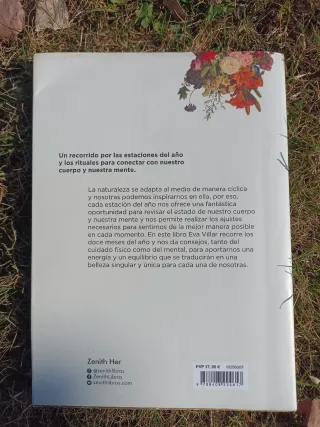 Un recorrido por las estaciones del año
y los rituales para conectar con nuestro
cuerpo y nuestra mente.
La naturaleza se adapta al medio de manera cíclica
y nosotras podemos inspirarnos en ella, por eso,
cada estación del año nos ofrece una fantástica
oportunidad para revisar el estado de nuestro cuerpo
y nuestra mente y nos permite realizar los ajustes
necesarios para sentirnos de la mejor manera posible
en cada momento. En este libro Eva Villar recorre los
doce meses del año y nos da consejos, tanto del
cuidado físico como del mental, para aportarnos una
energía y un equilibrio que se traducirán en una
belleza singular y única para cada una de nosotras.
Zenith Her
@zenithlibros
ZenithLibros
zenithlibros.com